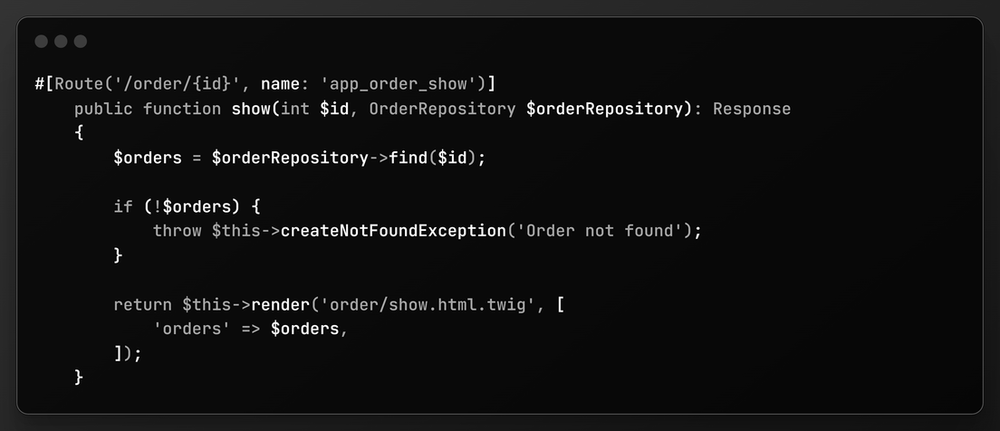 #[Route('/order/{id}', name: 'app_order_show')]
    public function show(int $id, OrderRepository $orderRepository): Response
    {
        $orders = $orderRepository->find($id);

        if (!$orders) {
            throw $this->createNotFoundException('Order not found');
        }

        return $this->render('order/show.html.twig', [
            'orders' => $orders,
        ]);
    }